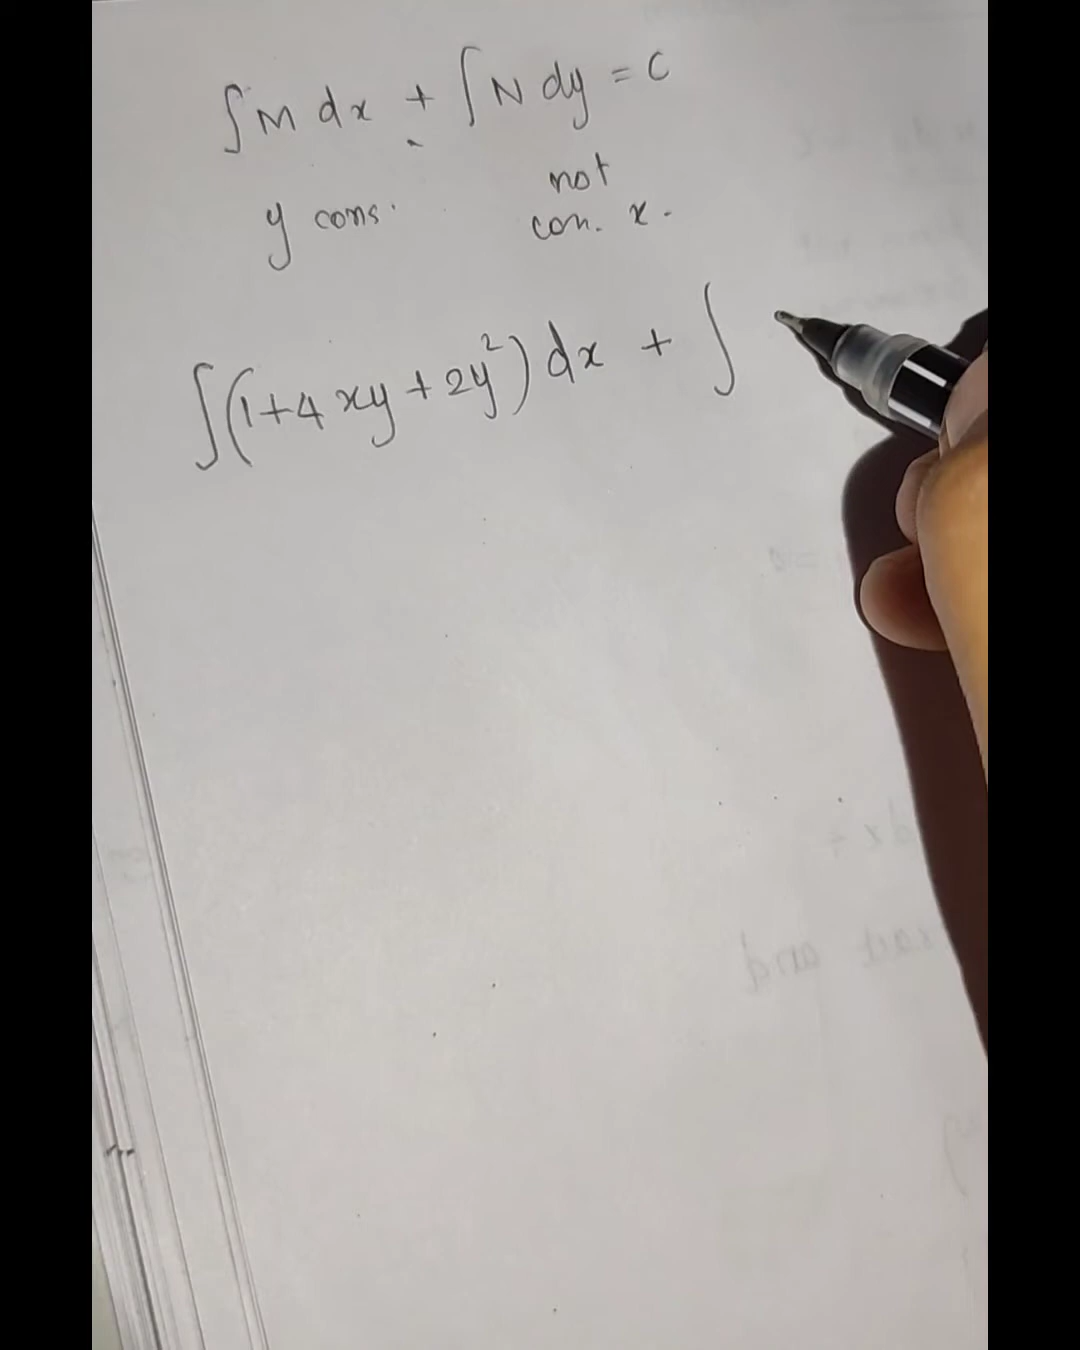 ∫M dx + ∫N dy = c
y cons. not
con. x.
∫(1+4xy+2y²) dx + ∫